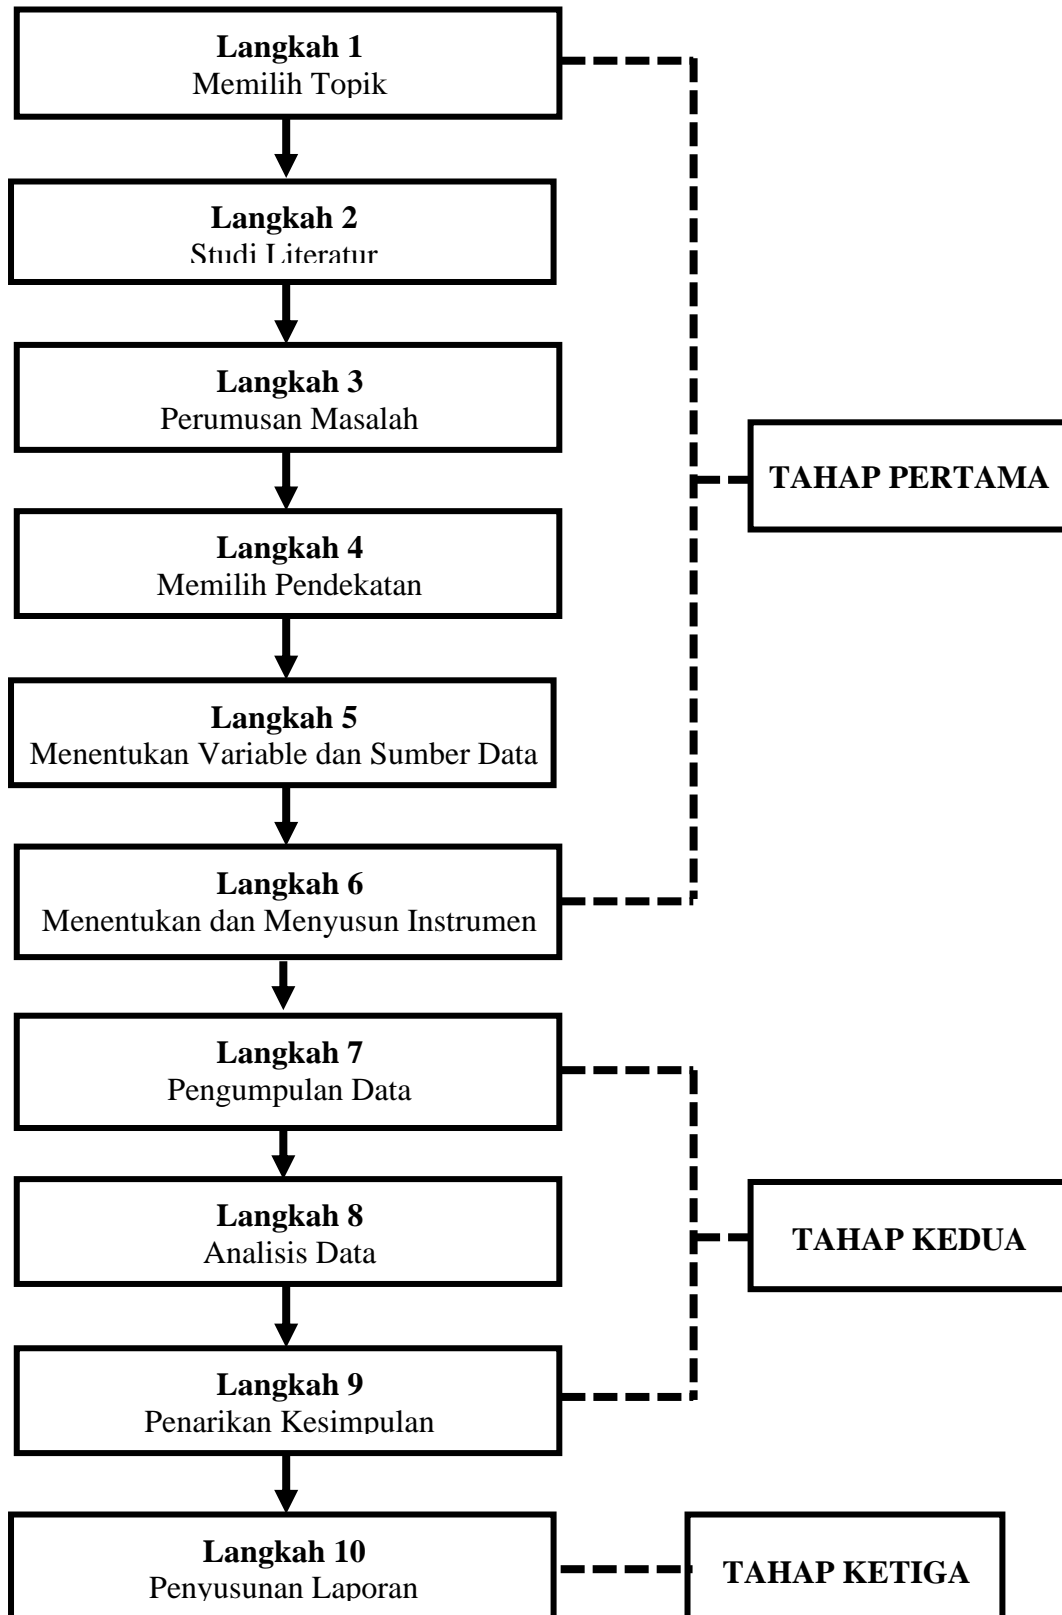 Langkah 1
Memilih Topik
Langkah 2
Studi Literatur
Langkah 3
Perumusan Masalah
TAHAP PERTAMA
Langkah 4
Memilih Pendekatan
Langkah 5
Menentukan Variable dan Sumber Data
Langkah 6
Menentukan dan Menyusun Instrumen
Langkah 7
Pengumpulan Data
Langkah 8
Analisis Data
TAHAP KEDUA
Langkah 9
Penarikan Kesimpulan
Langkah 10
Penyusunan Laporan
TAHAP KETIGA